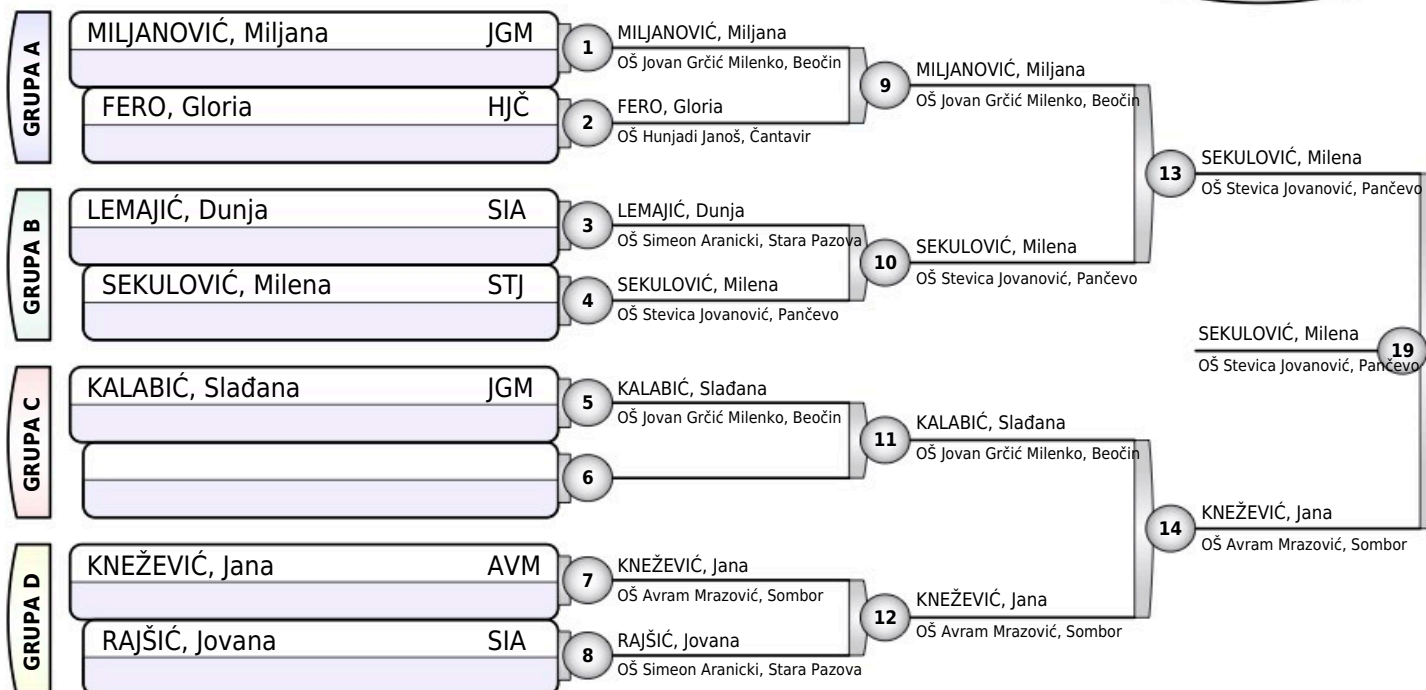 GRUPA A
MILJANOVIĆ, Miljana JGM
FERO, Gloria HJČ
1
MILJANOVIĆ, Miljana
OŠ Jovan Grčić Milenko, Beočin
2
FERO, Gloria
OŠ Hunjadi Janoš, Čantavir
9
MILJANOVIĆ, Miljana
OŠ Jovan Grčić Milenko, Beočin
GRUPA B
LEMAJIĆ, Dunja SIA
SEKULOVIĆ, Milena STJ
3
LEMAJIĆ, Dunja
OŠ Simeon Aranicki, Stara Pazova
4
SEKULOVIĆ, Milena
OŠ Stevica Jovanović, Pančevo
10
SEKULOVIĆ, Milena
OŠ Stevica Jovanović, Pančevo
13
SEKULOVIĆ, Milena
OŠ Stevica Jovanović, Pančevo
SEKULOVIĆ, Milena
OŠ Stevica Jovanović, Pančevo
19
GRUPA C
KALABIĆ, Slađana JGM
5
KALABIĆ, Slađana
OŠ Jovan Grčić Milenko, Beočin
6
11
KALABIĆ, Slađana
OŠ Jovan Grčić Milenko, Beočin
GRUPA D
KNEŽEVIĆ, Jana AVM
RAJŠIĆ, Jovana SIA
7
KNEŽEVIĆ, Jana
OŠ Avram Mrazović, Sombor
8
RAJŠIĆ, Jovana
OŠ Simeon Aranicki, Stara Pazova
12
KNEŽEVIĆ, Jana
OŠ Avram Mrazović, Sombor
14
KNEŽEVIĆ, Jana
OŠ Avram Mrazović, Sombor